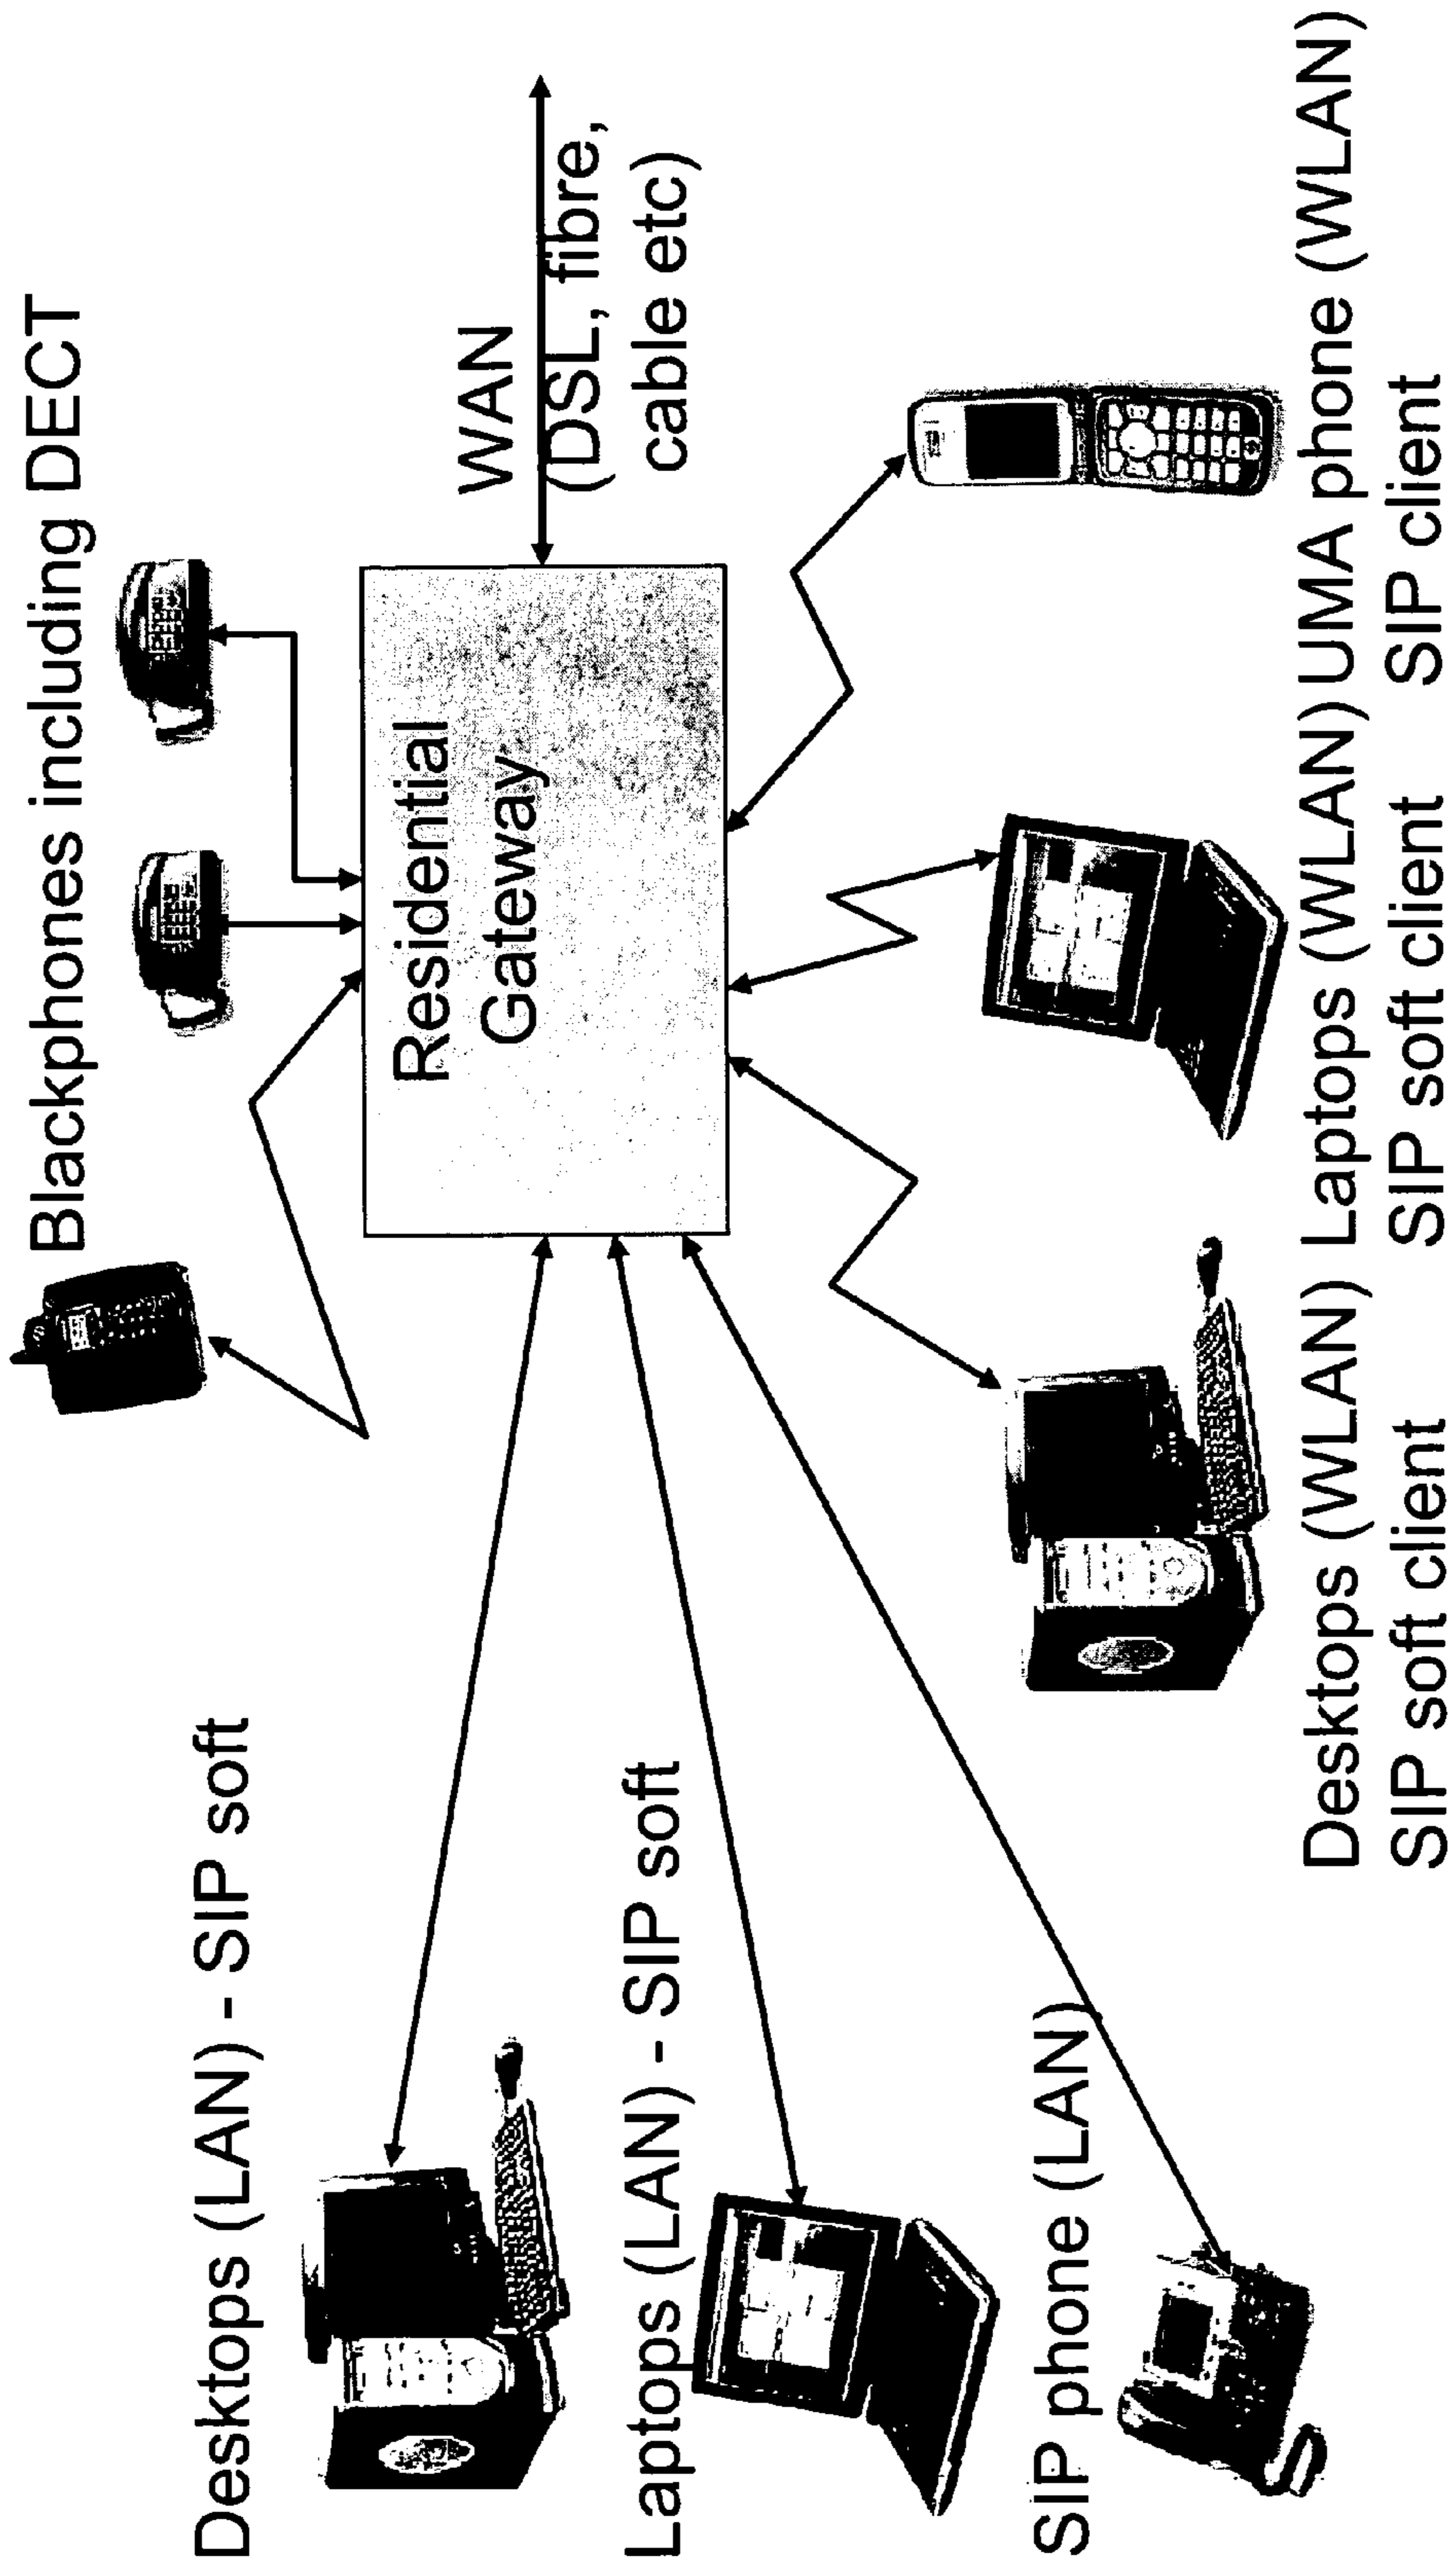 Blackphones including DECT
Desktops (LAN) - SIP soft
Residential
Gateway
WAN
(DSL, fibre,
cable etc)
Laptops (LAN) - SIP soft
SIP phone (LAN)
Desktops (WLAN)
SIP soft client
Laptops (WLAN)
SIP soft client
UMA phone (WLAN)
SIP client